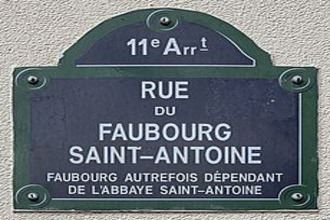 11e Arrt
RUE
DU
FAUBOURG
SAINT–ANTOINE
FAUBOURG AUTREFOIS DÉPENDANT
DE L'ABBAYE SAINT-ANTOINE